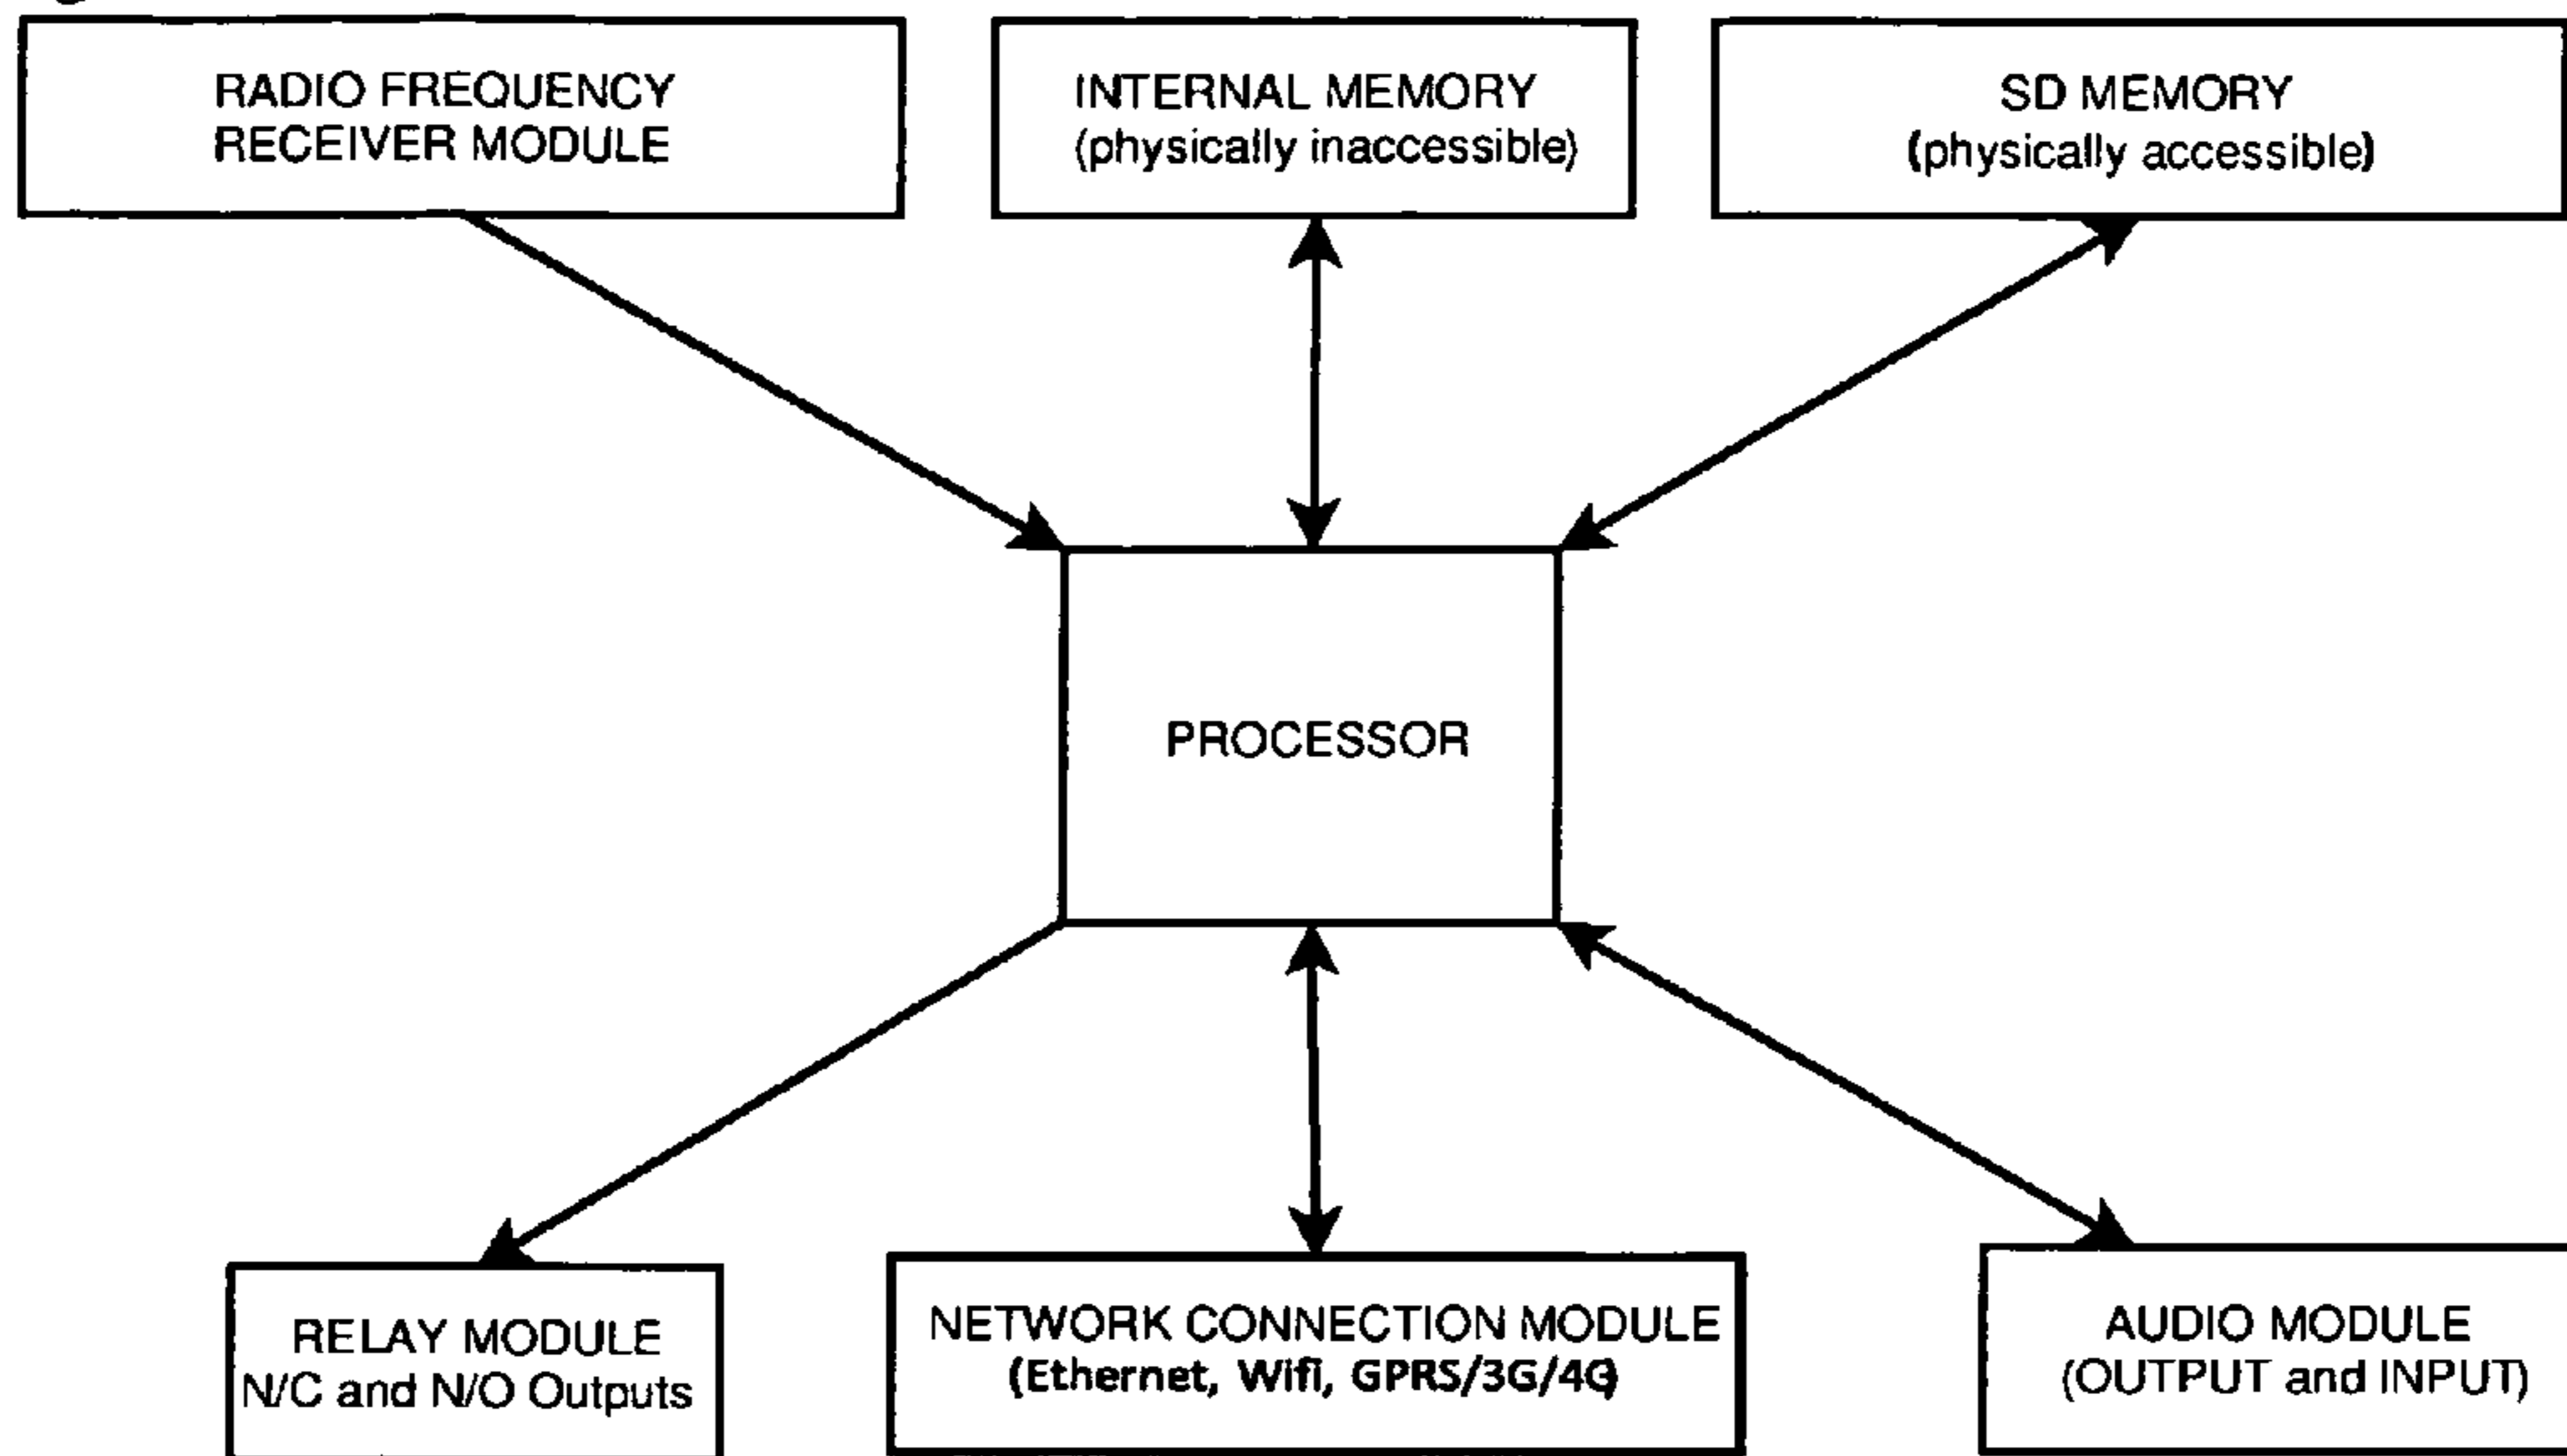 RADIO FREQUENCY
RECEIVER MODULE
INTERNAL MEMORY
(physically inaccessible)
SD MEMORY
(physically accessible)
PROCESSOR
RELAY MODULE
N/C and N/O Outputs
NETWORK CONNECTION MODULE
(Ethernet, Wifi, GPRS/3G/4G)
AUDIO MODULE
(OUTPUT and INPUT)